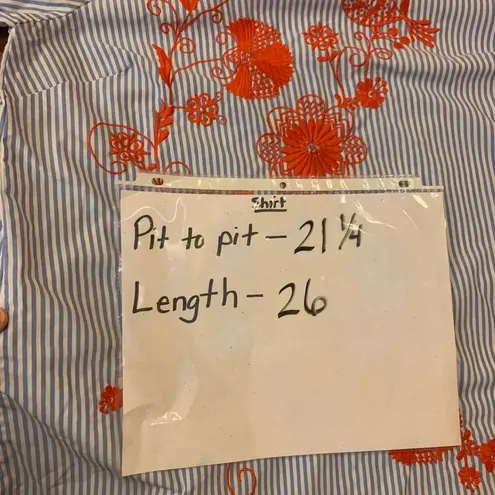 Shirt
Pit to pit - 21 1/4
Length - 26